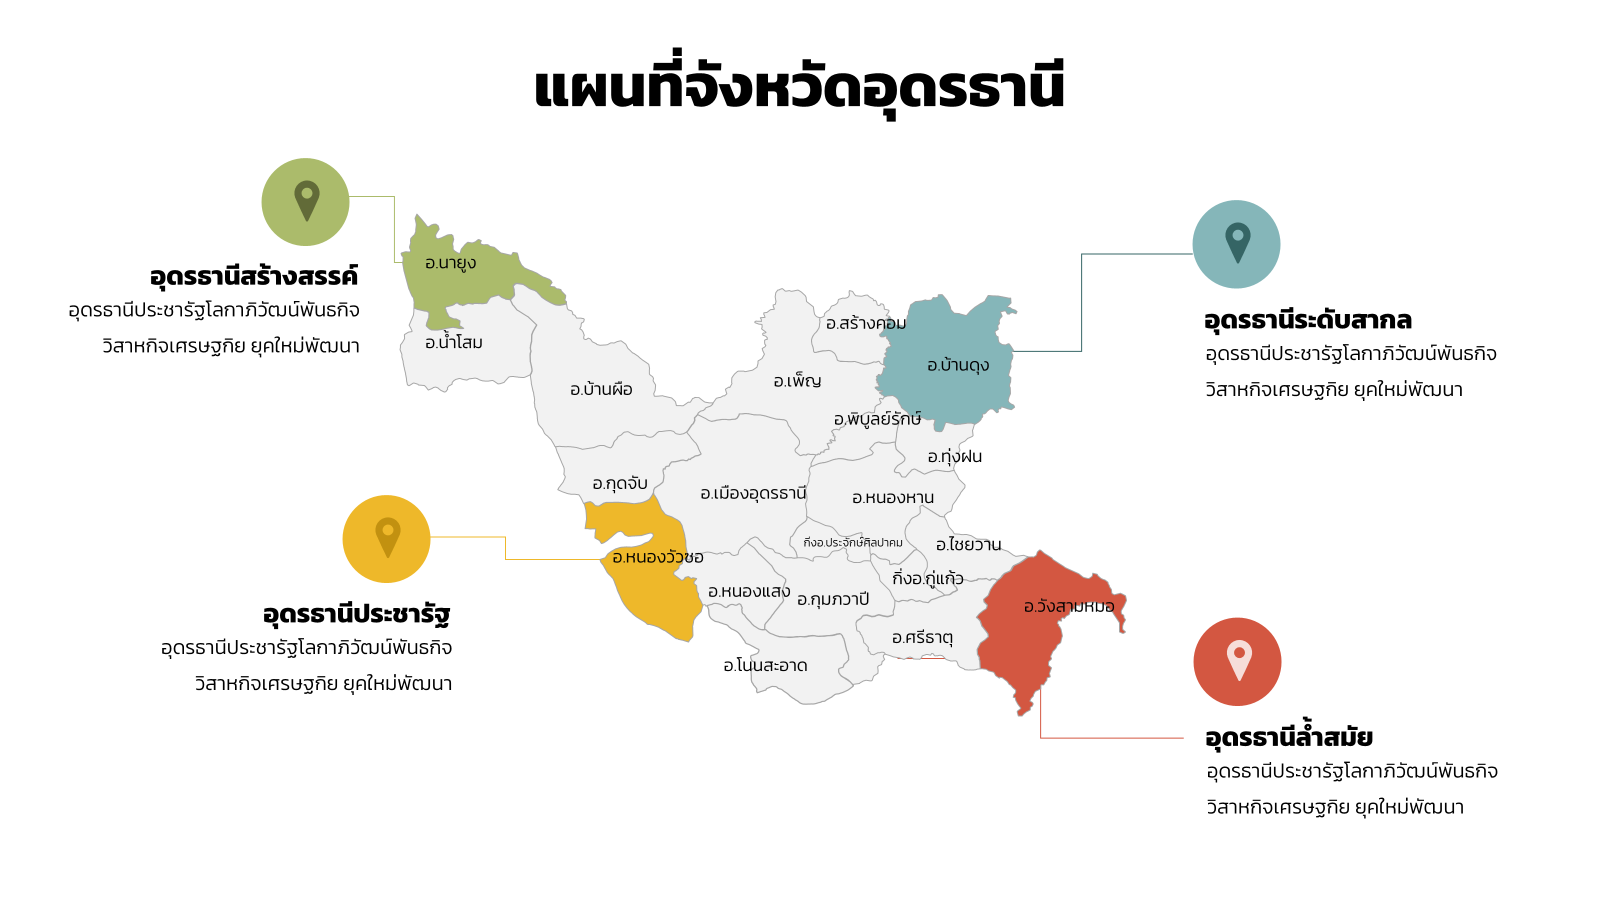 แผนที่จังหวัดอุดรธานี
อุดรธานีสร้างสรรค์
อุดรธานีประชารัฐโลกาภิวัฒน์พันธกิจ
วิสาหกิจเศรษฐกิย ยุคใหม่พัฒนา
อุดรธานีระดับสากล
อุดรธานีประชารัฐโลกาภิวัฒน์พันธกิจ
วิสาหกิจเศรษฐกิย ยุคใหม่พัฒนา
อ.นายูง
อ.น้ำโสม
อ.สร้างคอม
อ.บ้านดุง
อ.เพ็ญ
อ.บ้านผือ
อ.พิบูลย์รักษ์
อ.ทุ่งฝน
อ.กุดจับ
อ.เมืองอุดรธานี
อ.หนองหาน
กิ่งอ.ประจักษ์ศิลปาคม
อ.ไชยวาน
อ.หนองวัวซอ
กิ่งอ.กู่แก้ว
อ.หนองแสง
อ.กุมภวาปี
อ.วังสามหมอ
อ.ศรีธาตุ
อ.โนนสะอาด
อุดรธานีประชารัฐ
อุดรธานีประชารัฐโลกาภิวัฒน์พันธกิจ
วิสาหกิจเศรษฐกิย ยุคใหม่พัฒนา
อุดรธานีล้ำสมัย
อุดรธานีประชารัฐโลกาภิวัฒน์พันธกิจ
วิสาหกิจเศรษฐกิย ยุคใหม่พัฒนา